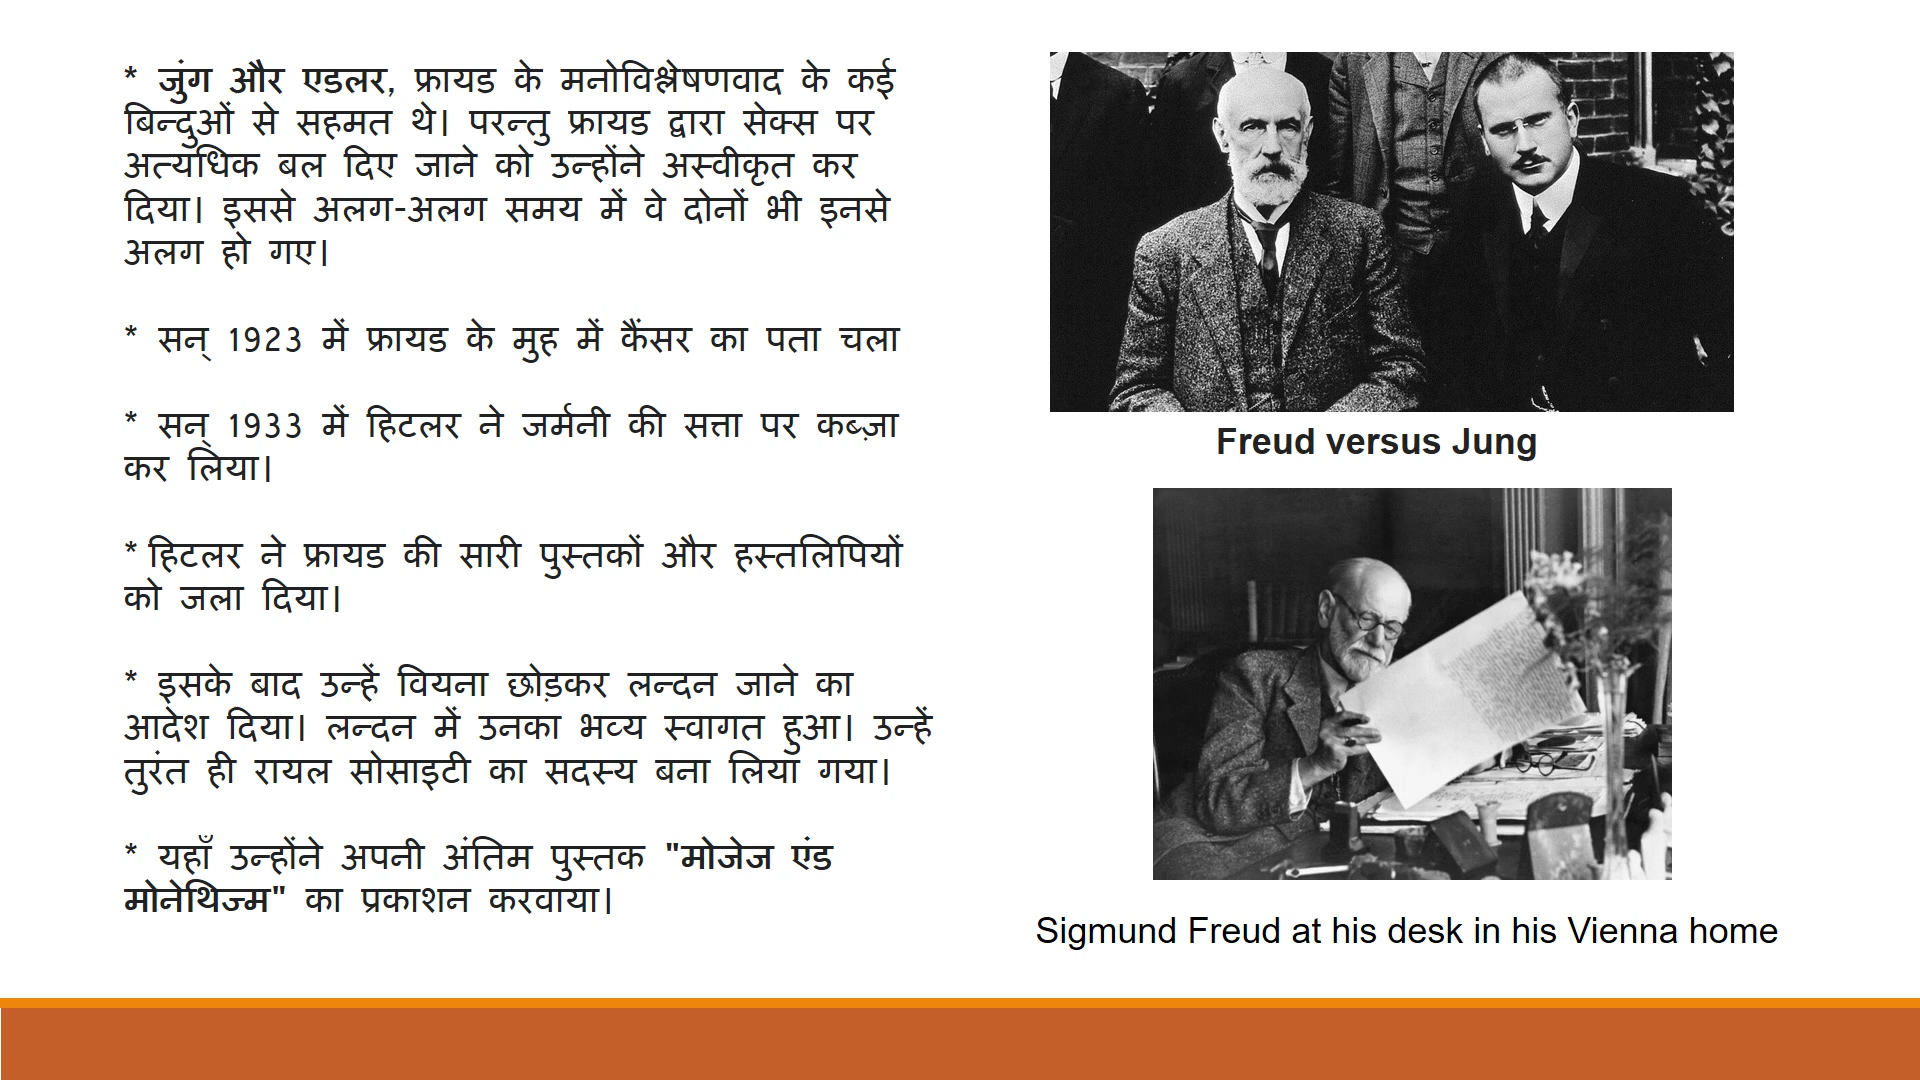 * जुंग और एडलर, फ्रायड के मनोविश्लेषणवाद के कई
बिन्दुओं से सहमत थे। परन्तु फ्रायड द्वारा सेक्स पर
अत्यधिक बल दिए जाने को उन्होंने अस्वीकृत कर
दिया। इससे अलग-अलग समय में वे दोनों भी इनसे
अलग हो गए।
* सन् 1923 में फ्रायड के मुह में कैंसर का पता चला
* सन् 1933 में हिटलर ने जर्मनी की सत्ता पर कब्ज़ा
कर लिया।
* हिटलर ने फ्रायड की सारी पुस्तकों और हस्तलिपियों
को जला दिया।
* इसके बाद उन्हें वियना छोड़कर लन्दन जाने का
आदेश दिया। लन्दन में उनका भव्य स्वागत हुआ। उन्हें
तुरंत ही रायल सोसाइटी का सदस्य बना लिया गया।
* यहाँ उन्होंने अपनी अंतिम पुस्तक "मोजेज एंड
मोनेथिज्म" का प्रकाशन करवाया।
Freud versus Jung
Sigmund Freud at his desk in his Vienna home